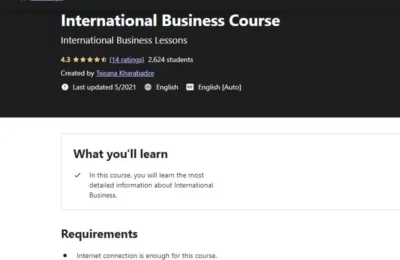 International Business Course
International Business Lessons
4.3 (14 ratings) 2,624 students
Created by Tsisana Kharabadze
Last updated 5/2021 English English [Auto]
What you'll learn
In this course, you will learn the most
detailed information about International
Business.
Requirements
Internet connection is enough for this course.